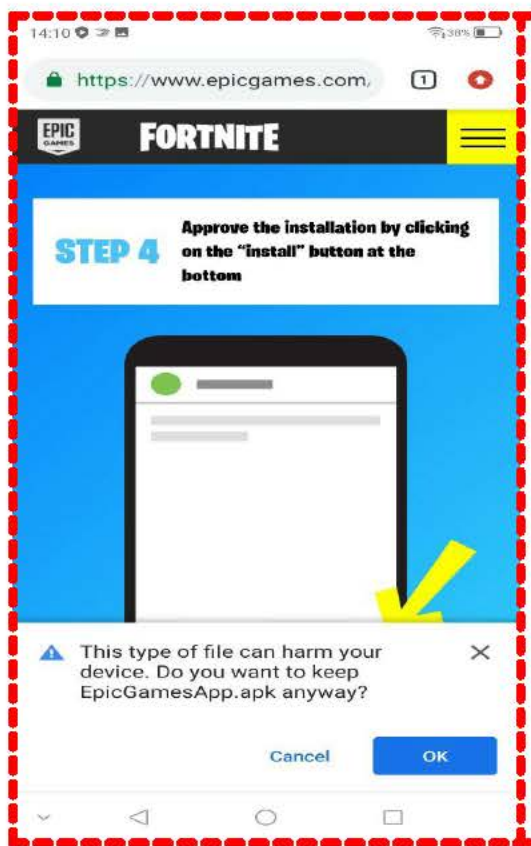 14:10
38%
https://www.epicgames.com/
1
EPIC
GAMES
FORTNITE
STEP 4
Approve the installation by clicking
on the “install” button at the
bottom
This type of file can harm your
device. Do you want to keep
EpicGamesApp.apk anyway?
Cancel
OK